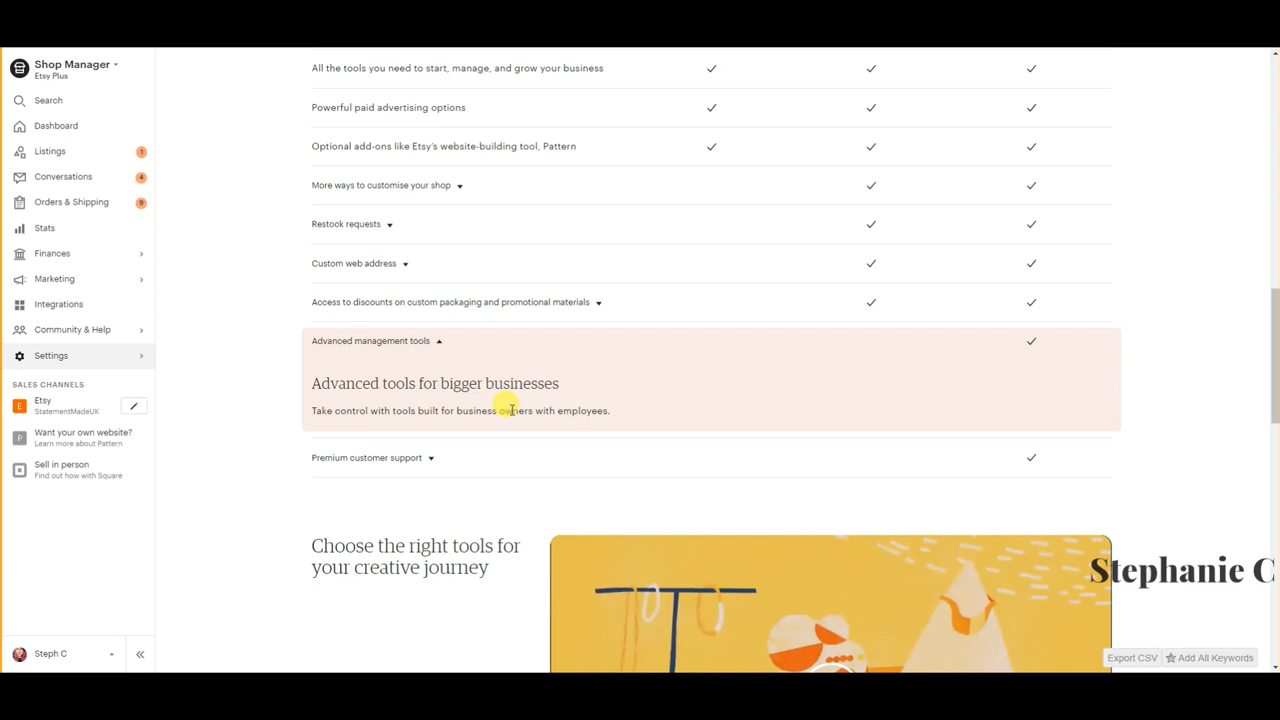 Shop Manager
Etsy Plus
Search
Dashboard
Listings 1
Conversations 4
Orders & Shipping 9
Stats
Finances
Marketing
Integrations
Community & Help
Settings
SALES CHANNELS
E Etsy
StatementMadeUK
P Want your own website?
Learn more about Pattern
Sell in person
Find out how with Square
Steph C
All the tools you need to start, manage, and grow your business
Powerful paid advertising options
Optional add-ons like Etsy's website-building tool, Pattern
More ways to customise your shop
Restock requests
Custom web address
Access to discounts on custom packaging and promotional materials
Advanced management tools
Advanced tools for bigger businesses
Take control with tools built for business owners with employees.
Premium customer support
Choose the right tools for
your creative journey
Stephanie C
Export CSV Add All Keywords